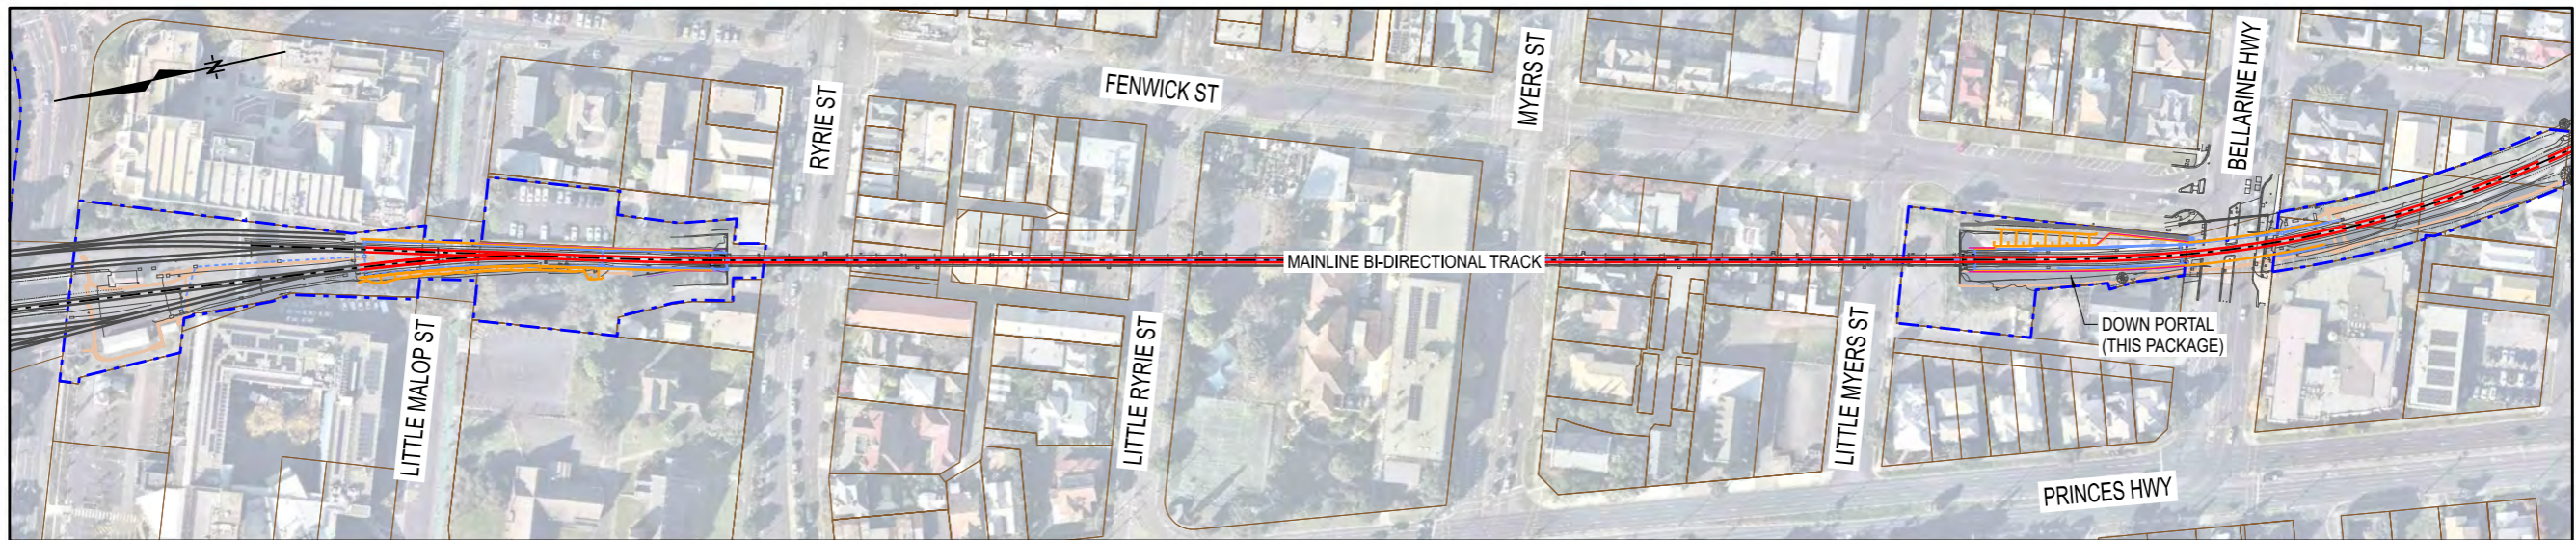 N
FENWICK ST
RYRIE ST
MYERS ST
BELLARINE HWY
MAINLINE BI-DIRECTIONAL TRACK
LITTLE MALOP ST
LITTLE RYRIE ST
LITTLE MYERS ST
DOWN PORTAL
(THIS PACKAGE)
PRINCES HWY